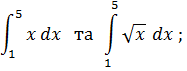 ∫₁⁵ x dx та ∫₁⁵ √x dx ;